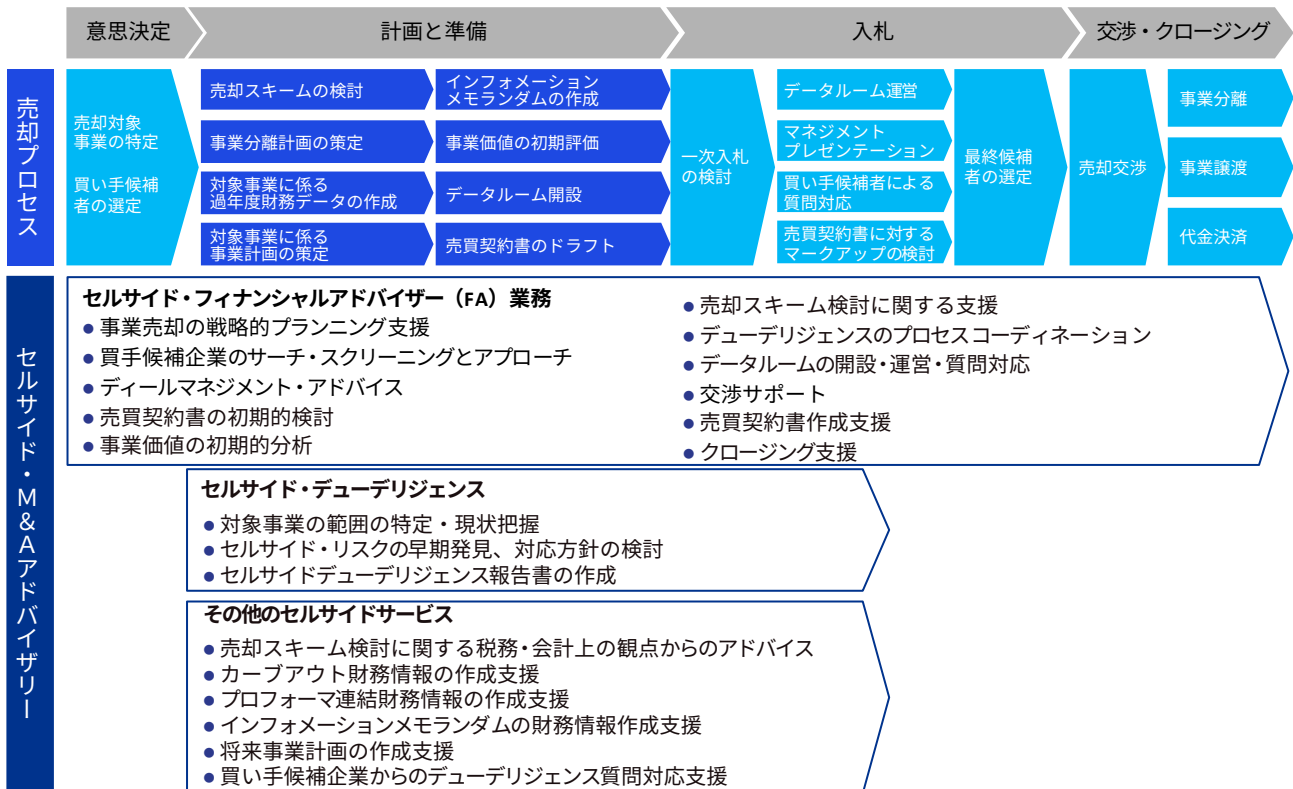 意思決定
計画と準備
入札
交渉・クロージング
売却プロセス
売却対象
事業の特定
買い手候補
者の選定
売却スキームの検討
事業分離計画の策定
対象事業に係る
過年度財務データの作成
対象事業に係る
事業計画の策定
インフォメーション
メモランダムの作成
事業価値の初期評価
データルーム開設
売買契約書のドラフト
一次入札
の検討
データルーム運営
マネジメント
プレゼンテーション
買い手候補者による
質問対応
売買契約書に対する
マークアップの検討
最終候補
者の選定
売却交渉
事業分離
事業譲渡
代金決済
セルサイド・M&Aアドバイザリー
セルサイド・フィナンシャルアドバイザー（FA）業務
● 事業売却の戦略的プランニング支援
● 買手候補企業のサーチ・スクリーニングとアプローチ
● ディールマネジメント・アドバイス
● 売買契約書の初期的検討
● 事業価値の初期的分析
● 売却スキーム検討に関する支援
● デューデリジェンスのプロセスコーディネーション
● データルームの開設・運営・質問対応
● 交渉サポート
● 売買契約書作成支援
● クロージング支援
セルサイド・デューデリジェンス
● 対象事業の範囲の特定・現状把握
● セルサイド・リスクの早期発見、対応方針の検討
● セルサイドデューデリジェンス報告書の作成
その他のセルサイドサービス
● 売却スキーム検討に関する税務・会計上の観点からのアドバイス
● カーブアウト財務情報の作成支援
● プロフォーマ連結財務情報の作成支援
● インフォメーションメモランダムの財務情報作成支援
● 将来事業計画の作成支援
● 買い手候補企業からのデューデリジェンス質問対応支援